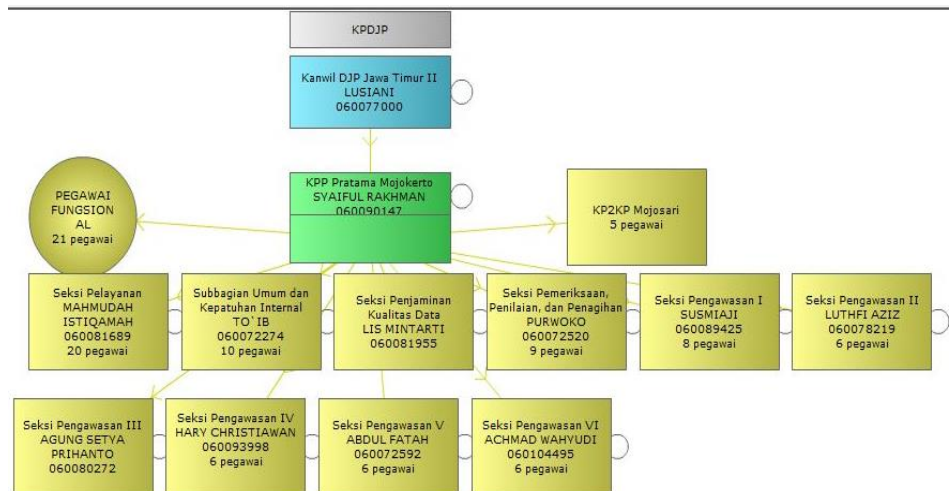 KPDJP
Kanwil DJP Jawa Timur II
LUSIANI
060077000
KPP Pratama Mojokerto
SYAIFUL RAKHMAN
060090147
PEGAWAI
FUNGSION
AL
21 pegawai
KP2KP Mojosari
5 pegawai
Seksi Pelayanan
MAHMUDAH
ISTIQAMAH
060081689
20 pegawai
Subbagian Umum dan
Kepatuhan Internal
TO`IB
060072274
10 pegawai
Seksi Penjaminan
Kualitas Data
LIS MINTARTI
060081955
Seksi Pemeriksaan,
Penilaian, dan Penagihan
PURWOKO
060072520
9 pegawai
Seksi Pengawasan I
SUSMIAJI
060089425
8 pegawai
Seksi Pengawasan II
LUTHFI AZIZ
060078219
6 pegawai
Seksi Pengawasan III
AGUNG SETYA
PRIHANTO
060080272
Seksi Pengawasan IV
HARY CHRISTIAWAN
060093998
6 pegawai
Seksi Pengawasan V
ABDUL FATAH
060072592
6 pegawai
Seksi Pengawasan VI
ACHMAD WAHYUDI
060104495
6 pegawai